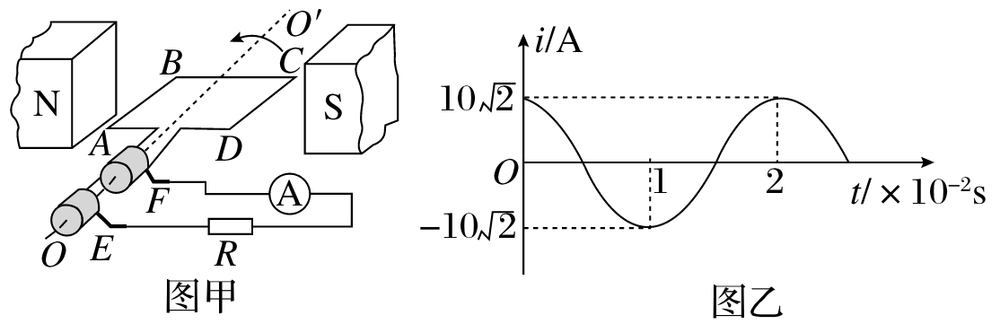 O′
B
C
N
S
A
D
F
A
E
R
O
图甲
i/A
10√2
O
1
2
t/×10⁻²s
−10√2
图乙